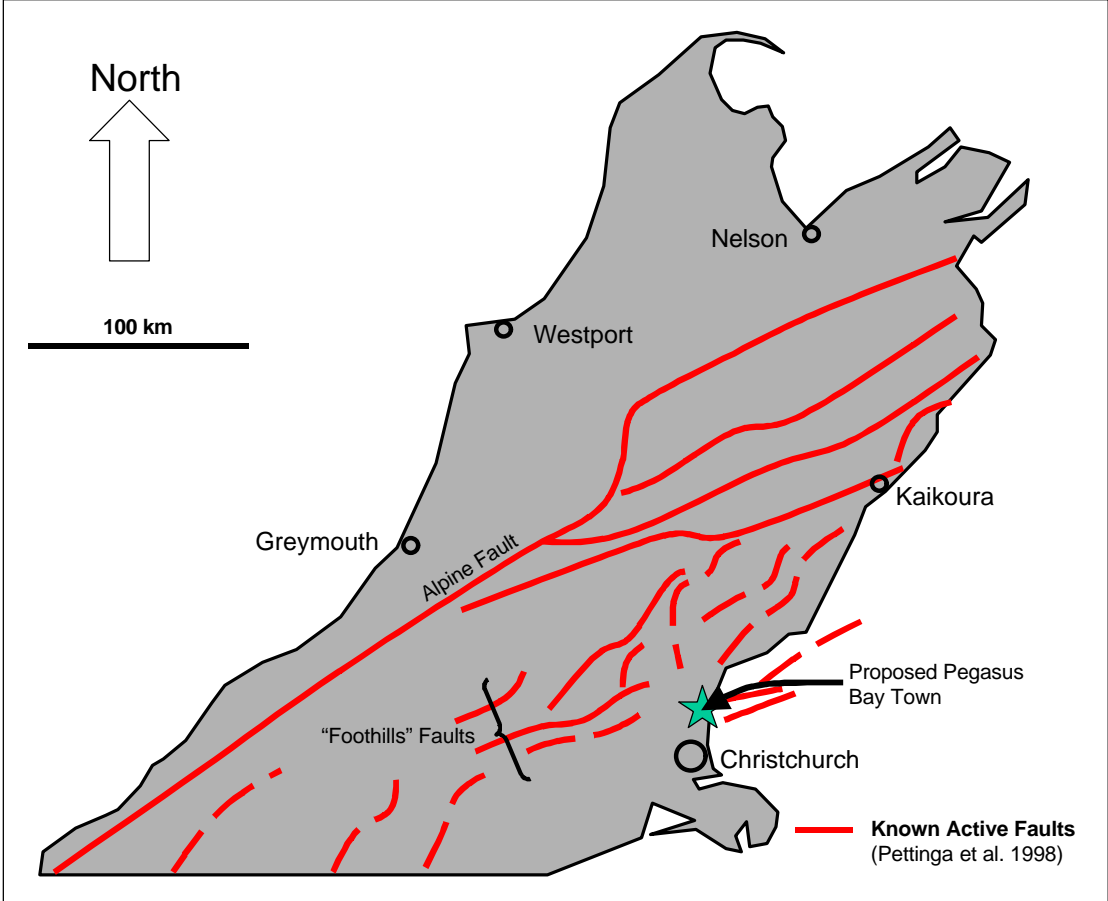 North
100 km
Nelson
Westport
Kaikoura
Greymouth
Alpine Fault
Proposed Pegasus
Bay Town
“Foothills” Faults
Christchurch
Known Active Faults
(Pettinga et al. 1998)